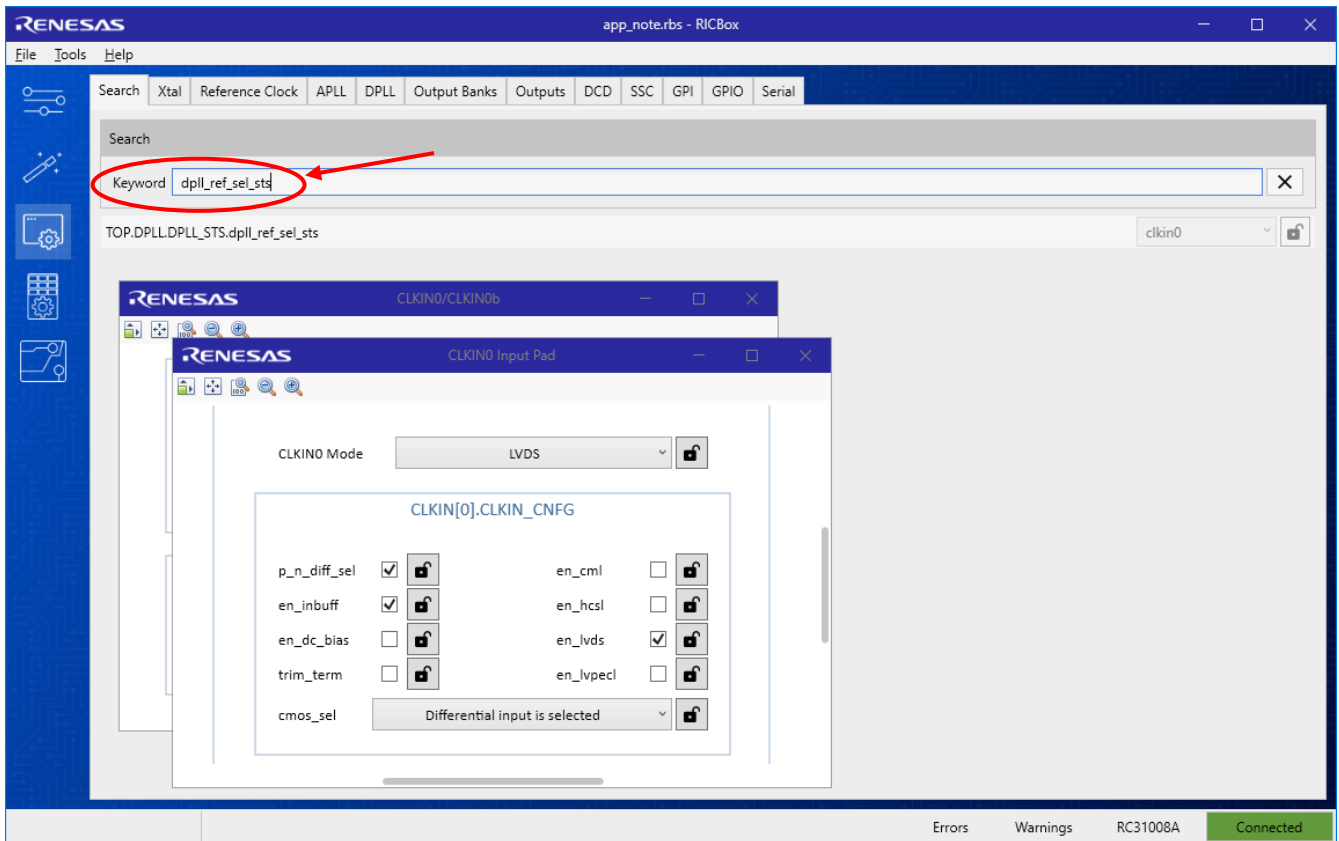 RENESAS app_note.rbs - RICBox
File Tools Help
Search Xtal Reference Clock APLL DPLL Output Banks Outputs DCD SSC GPI GPIO Serial
Search
Keyword dpll_ref_sel_sts
TOP.DPLL.DPLL_STS.dpll_ref_sel_sts clkin0
RENESAS CLKIN0/CLKIN0b
RENESAS CLKIN0 Input Pad
CLKIN0 Mode LVDS
CLKIN[0].CLKIN_CNFG
p_n_diff_sel en_cml
en_inbuff en_hcsl
en_dc_bias en_lvds
trim_term en_lvpecl
cmos_sel Differential input is selected
Errors Warnings RC31008A Connected